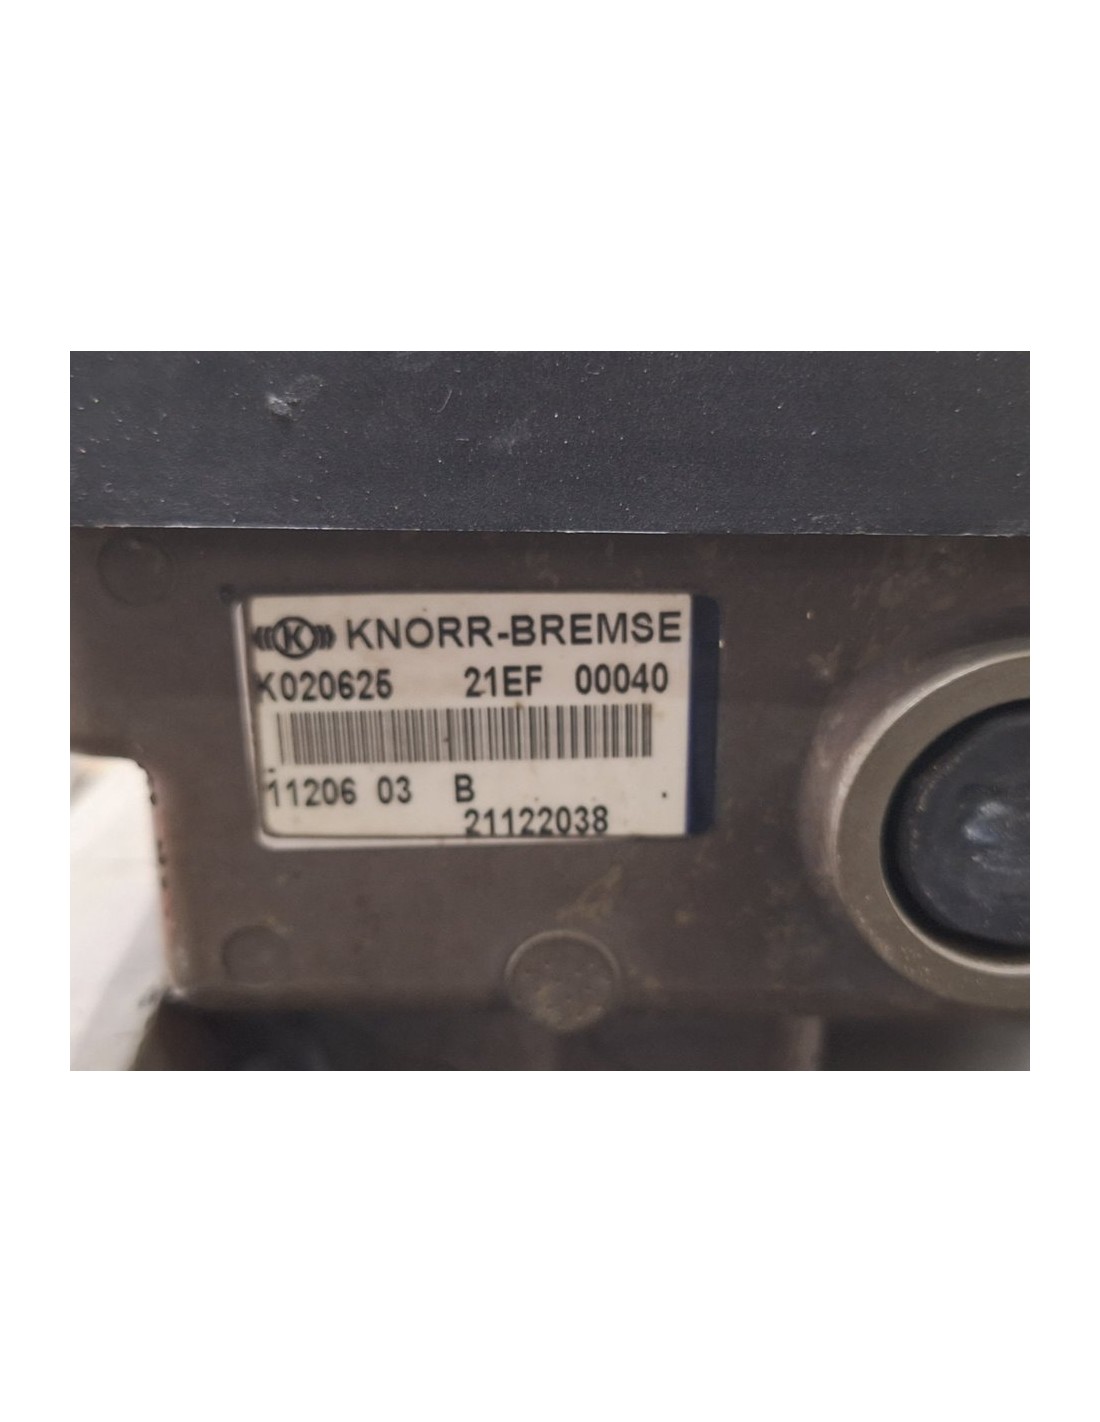 K KNORR-BREMSE
K020625 21EF 00040
11206 03 B
21122038